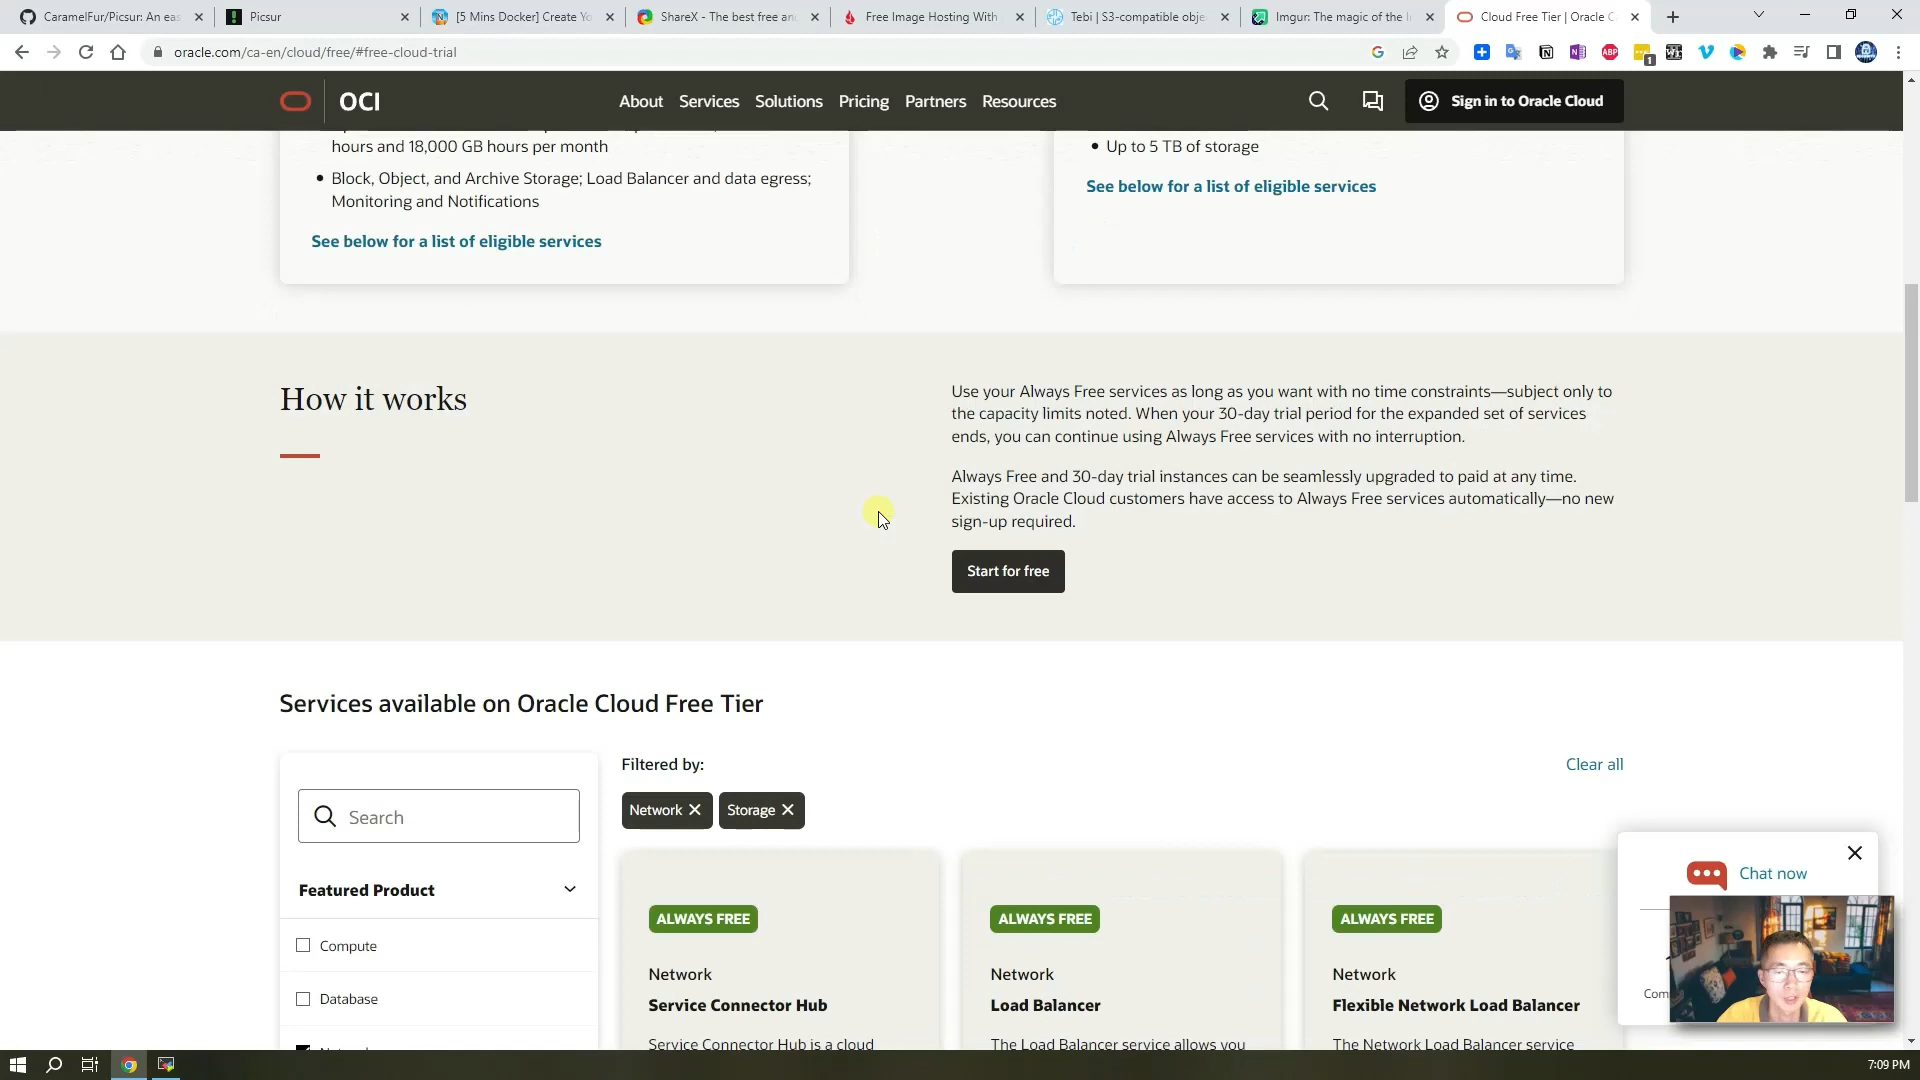 CaramelFur/Picsur: An eas
Picsur
[5 Mins Docker] Create Yo
ShareX - The best free an
Free Image Hosting With
Tebi | S3-compatible obje
Imgur: The magic of the I
Cloud Free Tier | Oracle C
oracle.com/ca-en/cloud/free/#free-cloud-trial
ABP
1
OCI
About
Services
Solutions
Pricing
Partners
Resources
Sign in to Oracle Cloud
hours and 18,000 GB hours per month
Block, Object, and Archive Storage; Load Balancer and data egress;
Monitoring and Notifications
See below for a list of eligible services
Up to 5 TB of storage
See below for a list of eligible services
How it works
Use your Always Free services as long as you want with no time constraints—subject only to
the capacity limits noted. When your 30-day trial period for the expanded set of services
ends, you can continue using Always Free services with no interruption.
Always Free and 30-day trial instances can be seamlessly upgraded to paid at any time.
Existing Oracle Cloud customers have access to Always Free services automatically—no new
sign-up required.
Start for free
Services available on Oracle Cloud Free Tier
Search
Featured Product
Compute
Database
Filtered by:
Clear all
Network
Storage
ALWAYS FREE
Network
Service Connector Hub
Service Connector Hub is a cloud
ALWAYS FREE
Network
Load Balancer
The Load Balancer service allows you
ALWAYS FREE
Network
Flexible Network Load Balancer
The Network Load Balancer service
Chat now
Com
7:09 PM